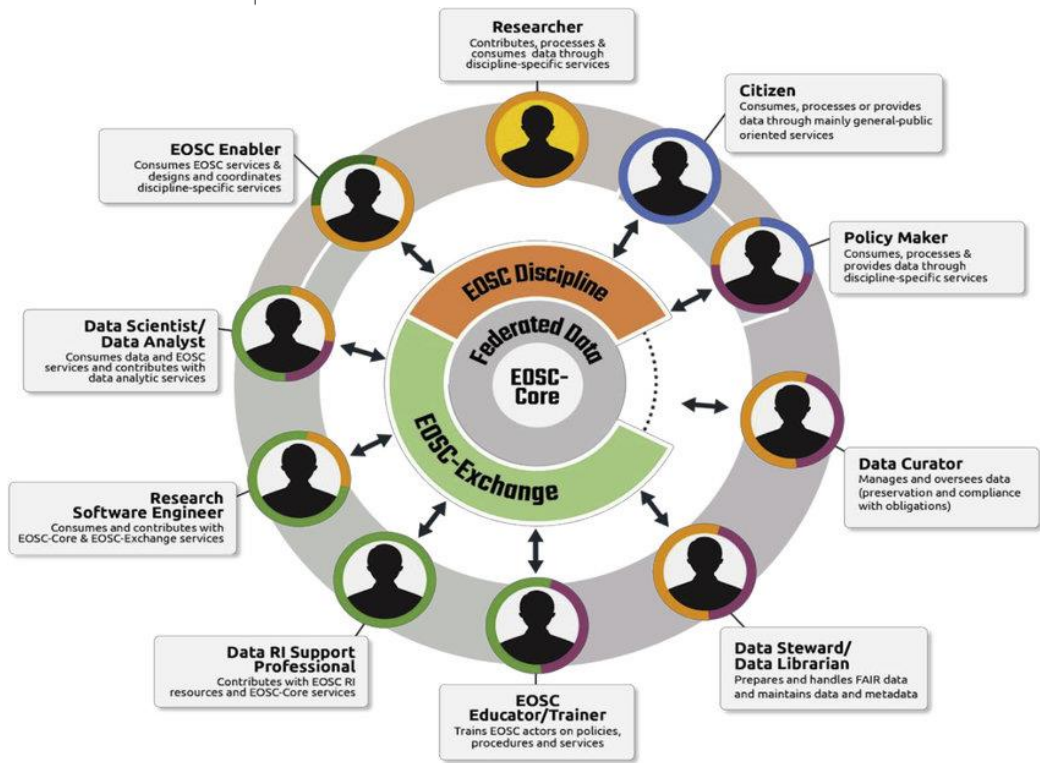 Researcher
Contributes, processes &
consumes data through
discipline-specific services
Citizen
Consumes, processes or provides
data through mainly general-public
oriented services
EOSC Enabler
Consumes EOSC services &
designs and coordinates
discipline-specific services
Policy Maker
Consumes, processes &
provides data through
discipline-specific services
EOSC Discipline
Federated Data
EOSC-
Core
EOSC-Exchange
Data Scientist/
Data Analyst
Consumes data and EOSC
services and contributes with
data analytic services
Data Curator
Manages and oversees data
(preservation and compliance
with obligations)
Research
Software Engineer
Consumes and contributes with
EOSC-Core & EOSC-Exchange services
Data RI Support
Professional
Contributes with EOSC RI
resources and EOSC-Core services
Data Steward/
Data Librarian
Prepares and handles FAIR data
and maintains data and metadata
EOSC
Educator/Trainer
Trains EOSC actors on policies,
procedures and services